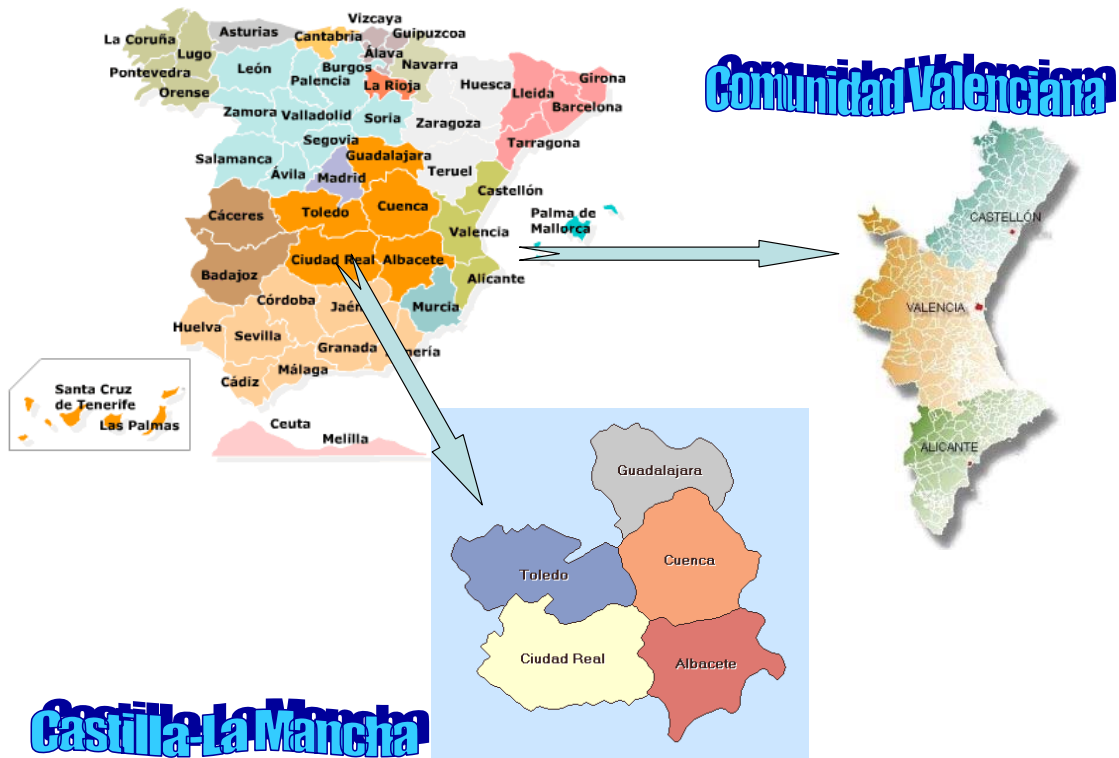 Vizcaya
La Coruña
Asturias
Cantabria
Guipuzcoa
Lugo
Álava
Navarra
Pontevedra
León
Burgos
Palencia
La Rioja
Huesca
Girona
Orense
Lleida
Barcelona
Zamora
Valladolid
Soria
Zaragoza
Segovia
Tarragona
Salamanca
Guadalajara
Ávila
Madrid
Teruel
Castellón
Cáceres
Toledo
Cuenca
Palma de
Mallorca
Valencia
Badajoz
Ciudad Real
Albacete
Alicante
Córdoba
Jaén
Murcia
Huelva
Sevilla
Granada
Málaga
Cádiz
Santa Cruz
de Tenerife
Las Palmas
Ceuta
Melilla
Comunidad Valenciana
CASTELLÓN
VALENCIA
ALICANTE
Guadalajara
Cuenca
Toledo
Ciudad Real
Albacete
Castilla-La Mancha